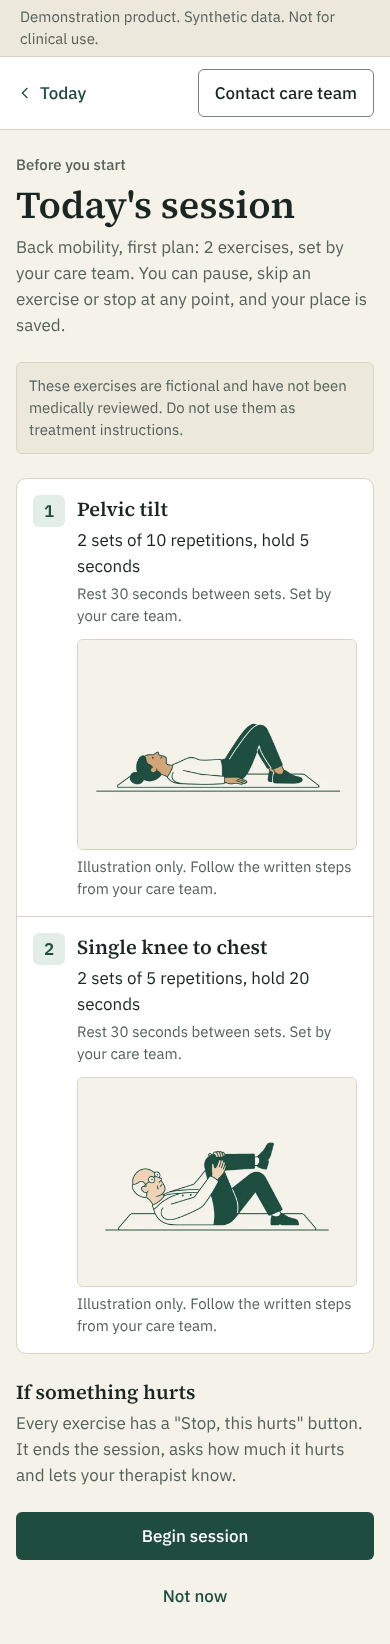 Demonstration product. Synthetic data. Not for
clinical use.
Today
Contact care team
Before you start
Today's session
Back mobility, first plan: 2 exercises, set by
your care team. You can pause, skip an
exercise or stop at any point, and your place is
saved.
These exercises are fictional and have not been
medically reviewed. Do not use them as
treatment instructions.
1
Pelvic tilt
2 sets of 10 repetitions, hold 5
seconds
Rest 30 seconds between sets. Set by
your care team.
Illustration only. Follow the written steps
from your care team.
2
Single knee to chest
2 sets of 5 repetitions, hold 20
seconds
Rest 30 seconds between sets. Set by
your care team.
Illustration only. Follow the written steps
from your care team.
If something hurts
Every exercise has a "Stop, this hurts" button.
It ends the session, asks how much it hurts
and lets your therapist know.
Begin session
Not now